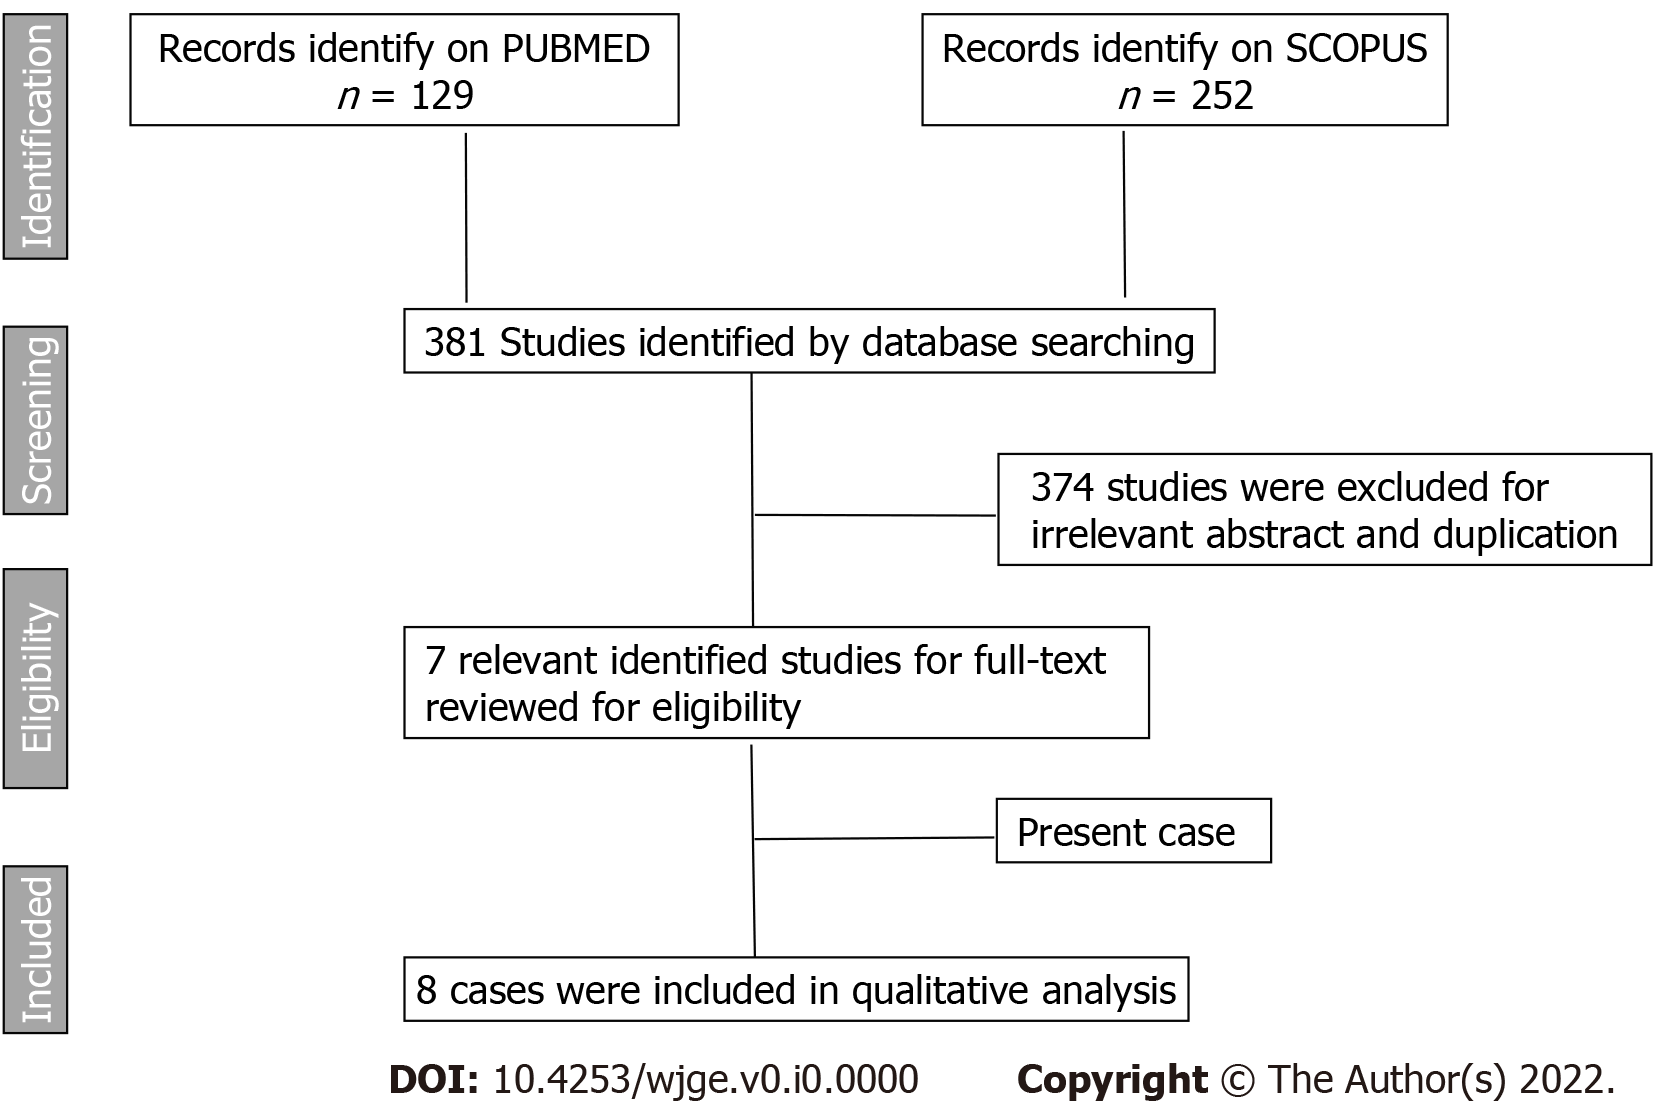 Identification
Records identify on PUBMED
n = 129
Records identify on SCOPUS
n = 252
Screening
381 Studies identified by database searching
374 studies were excluded for
irrelevant abstract and duplication
Eligibility
7 relevant identified studies for full-text
reviewed for eligibility
Present case
Included
8 cases were included in qualitative analysis
DOI: 10.4253/wjge.v0.i0.0000 Copyright © The Author(s) 2022.